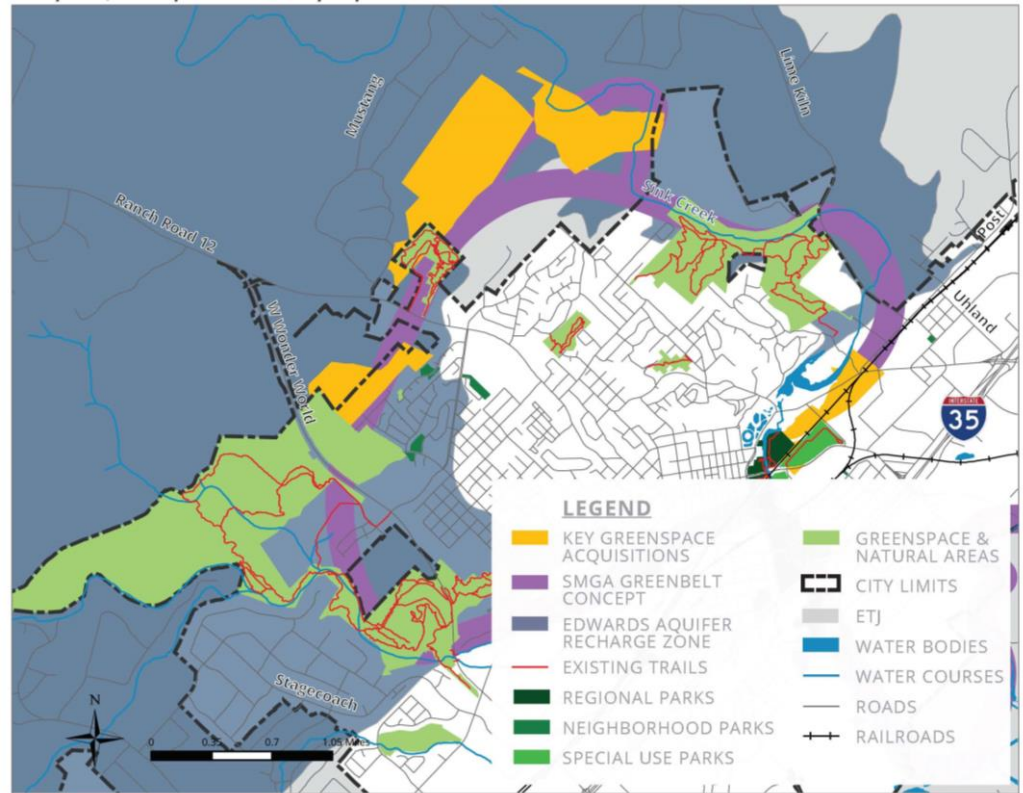 Mustang
Lime Kiln
Ranch Road 12
Sink Creek
Post
W Wonder World
Uhland
INTERSTATE
35
LEGEND
KEY GREENSPACE
ACQUISITIONS
SMGA GREENBELT
CONCEPT
EDWARDS AQUIFER
RECHARGE ZONE
EXISTING TRAILS
REGIONAL PARKS
NEIGHBORHOOD PARKS
SPECIAL USE PARKS
GREENSPACE &
NATURAL AREAS
CITY LIMITS
ETJ
WATER BODIES
WATER COURSES
ROADS
RAILROADS
Stagecoach
N
0 0.35 0.7 1.05 Miles